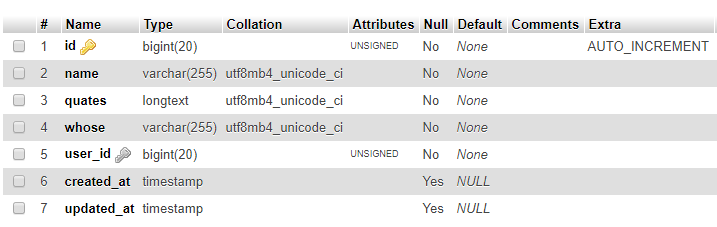 # Name Type Collation Attributes Null Default Comments Extra
1 id bigint(20) UNSIGNED No None AUTO_INCREMENT
2 name varchar(255) utf8mb4_unicode_ci No None
3 quates longtext utf8mb4_unicode_ci No None
4 whose varchar(255) utf8mb4_unicode_ci No None
5 user_id bigint(20) UNSIGNED No None
6 created_at timestamp Yes NULL
7 updated_at timestamp Yes NULL